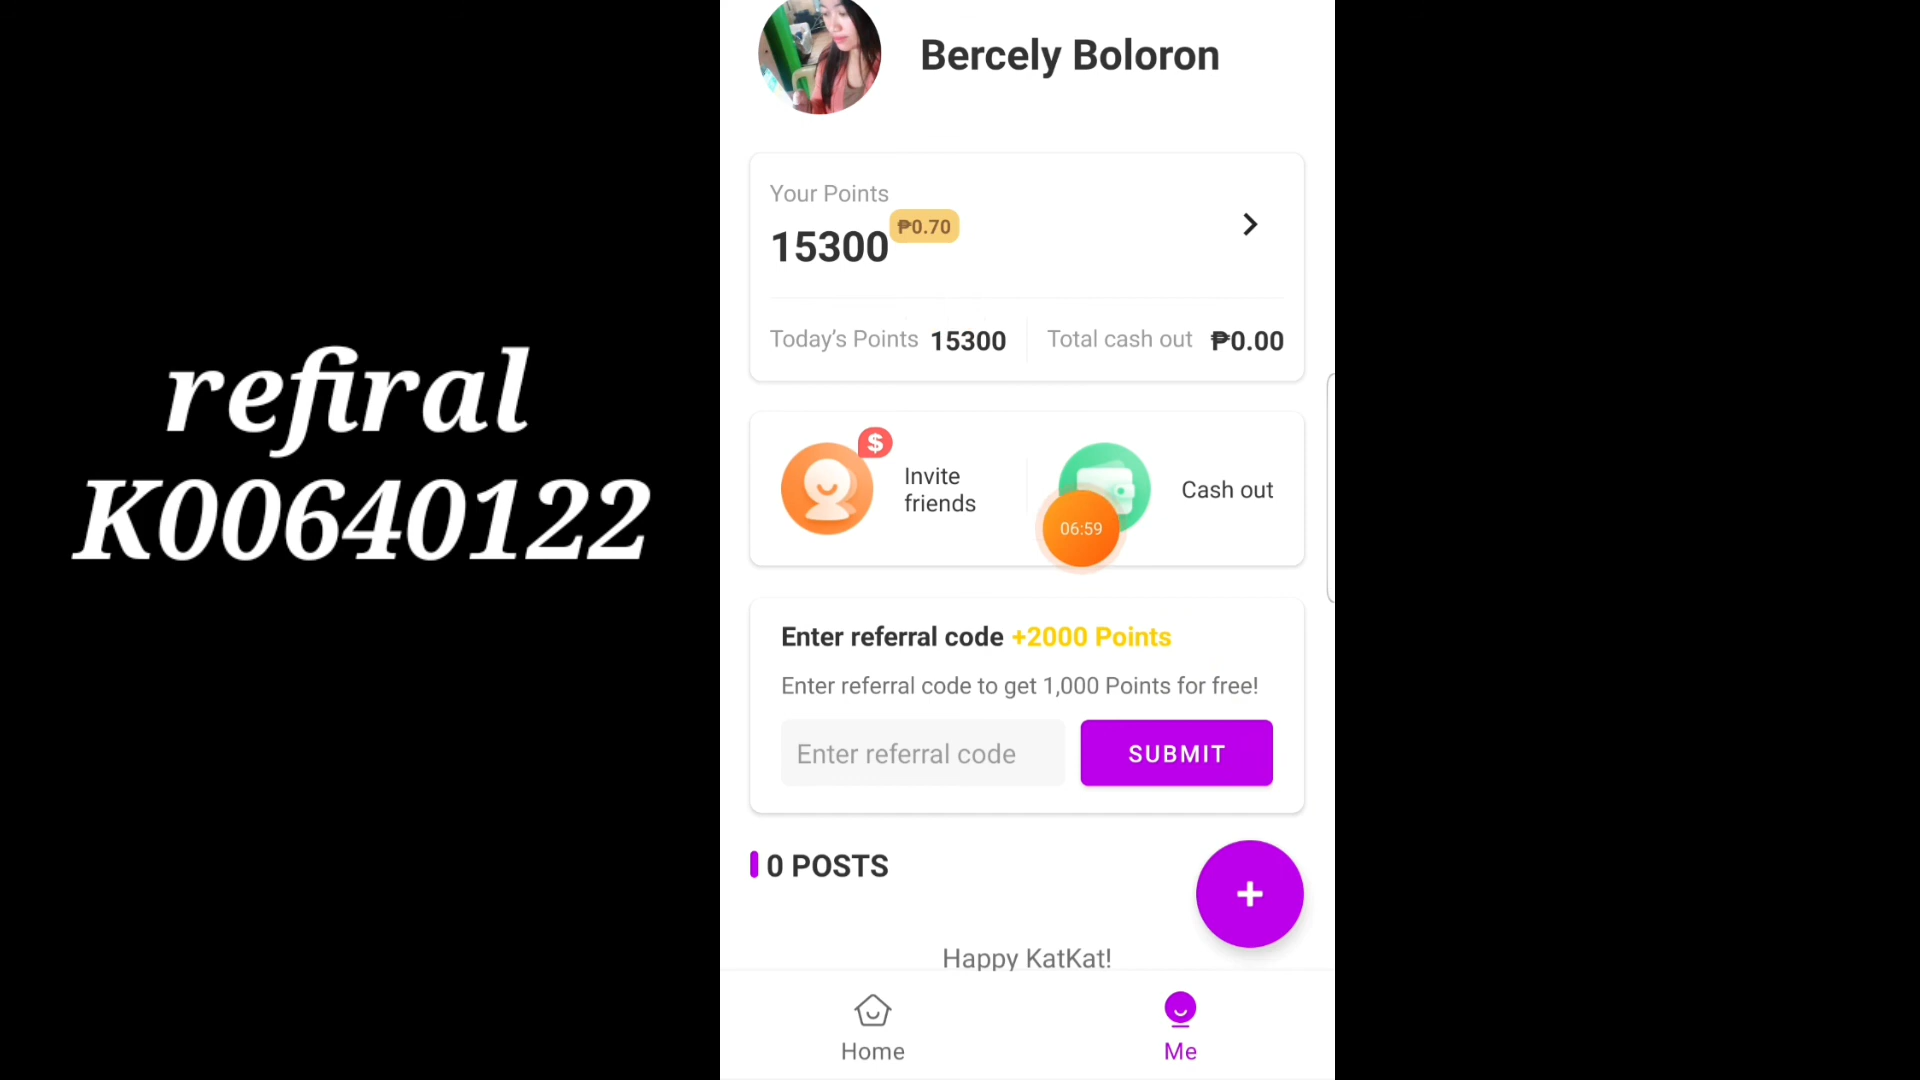 refiral
K00640122
Bercely Boloron
Your Points
15300 ₱0.70
Today's Points 15300 Total cash out ₱0.00
$
Invite
friends
Cash out
06:59
Enter referral code +2000 Points
Enter referral code to get 1,000 Points for free!
Enter referral code SUBMIT
0 POSTS
+
Happy KatKat!
Home Me